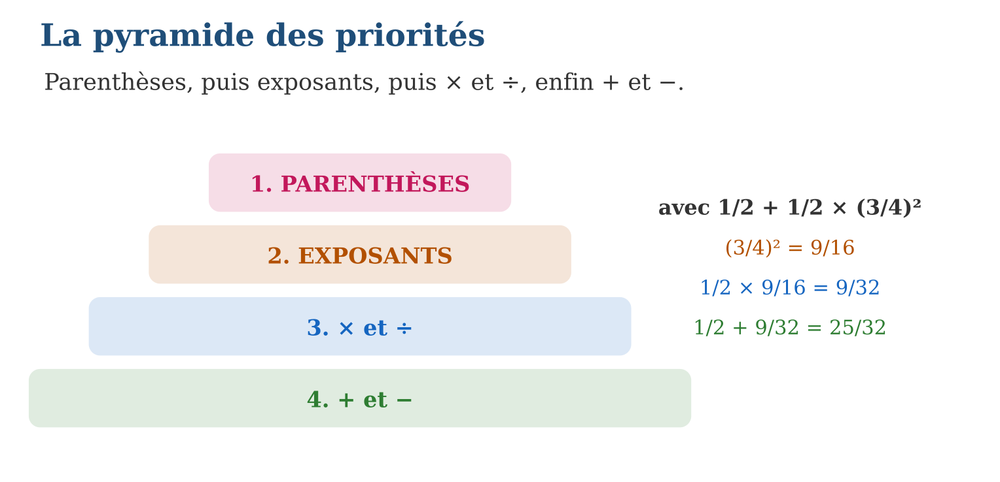 La pyramide des priorités
Parenthèses, puis exposants, puis × et ÷, enfin + et −.
1. PARENTHÈSES
2. EXPOSANTS
3. × et ÷
4. + et −
avec 1/2 + 1/2 × (3/4)²
(3/4)² = 9/16
1/2 × 9/16 = 9/32
1/2 + 9/32 = 25/32